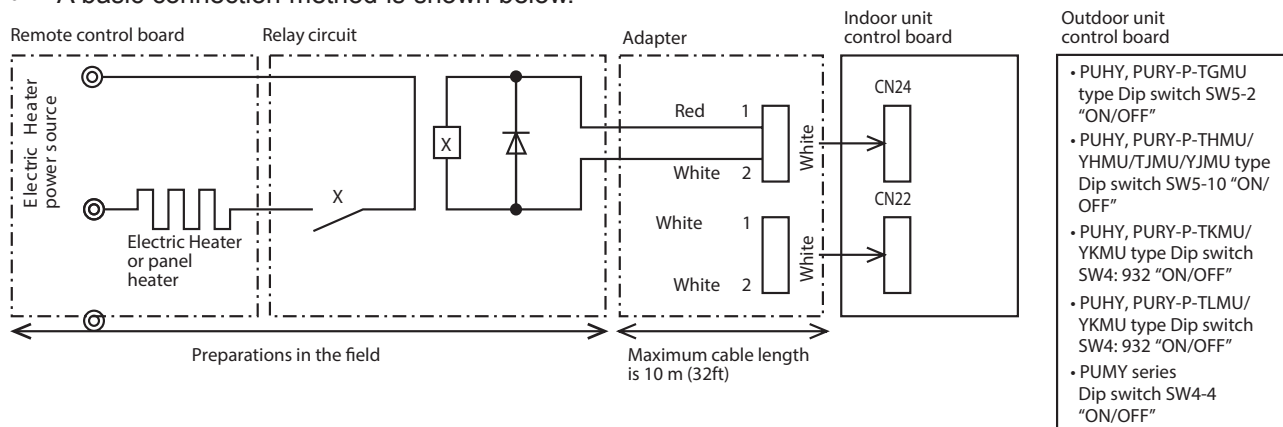 • A basic connection method is shown below.
Remote control board
Relay circuit
Adapter
Indoor unit
control board
Outdoor unit
control board
Electric Heater
power source
Electric Heater
or panel
heater
X
X
Red 1
White 2
White
White 1
White 2
White
CN24
CN22
Preparations in the field
Maximum cable length
is 10 m (32ft)
• PUHY, PURY-P-TGMU
type Dip switch SW5-2
“ON/OFF”
• PUHY, PURY-P-THMU/
YHMU/TJMU/YJMU type
Dip switch SW5-10 “ON/
OFF”
• PUHY, PURY-P-TKMU/
YKMU type Dip switch
SW4: 932 “ON/OFF”
• PUHY, PURY-P-TLMU/
YKMU type Dip switch
SW4: 932 “ON/OFF”
• PUMY series
Dip switch SW4-4
“ON/OFF”